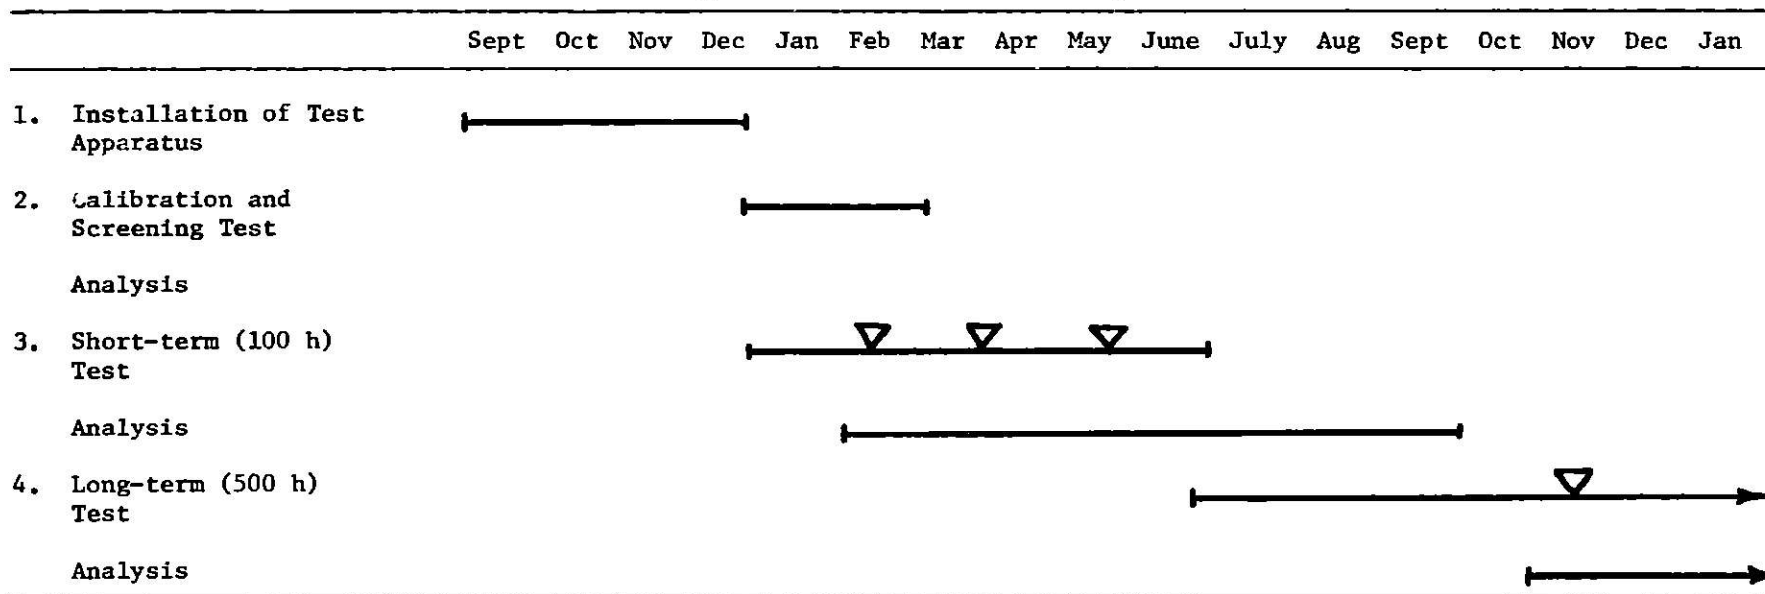 Sept Oct Nov Dec Jan Feb Mar Apr May June July Aug Sept Oct Nov Dec Jan
1. Installation of Test
Apparatus
2. Calibration and
Screening Test
Analysis
3. Short-term (100 h)
Test
Analysis
4. Long-term (500 h)
Test
Analysis